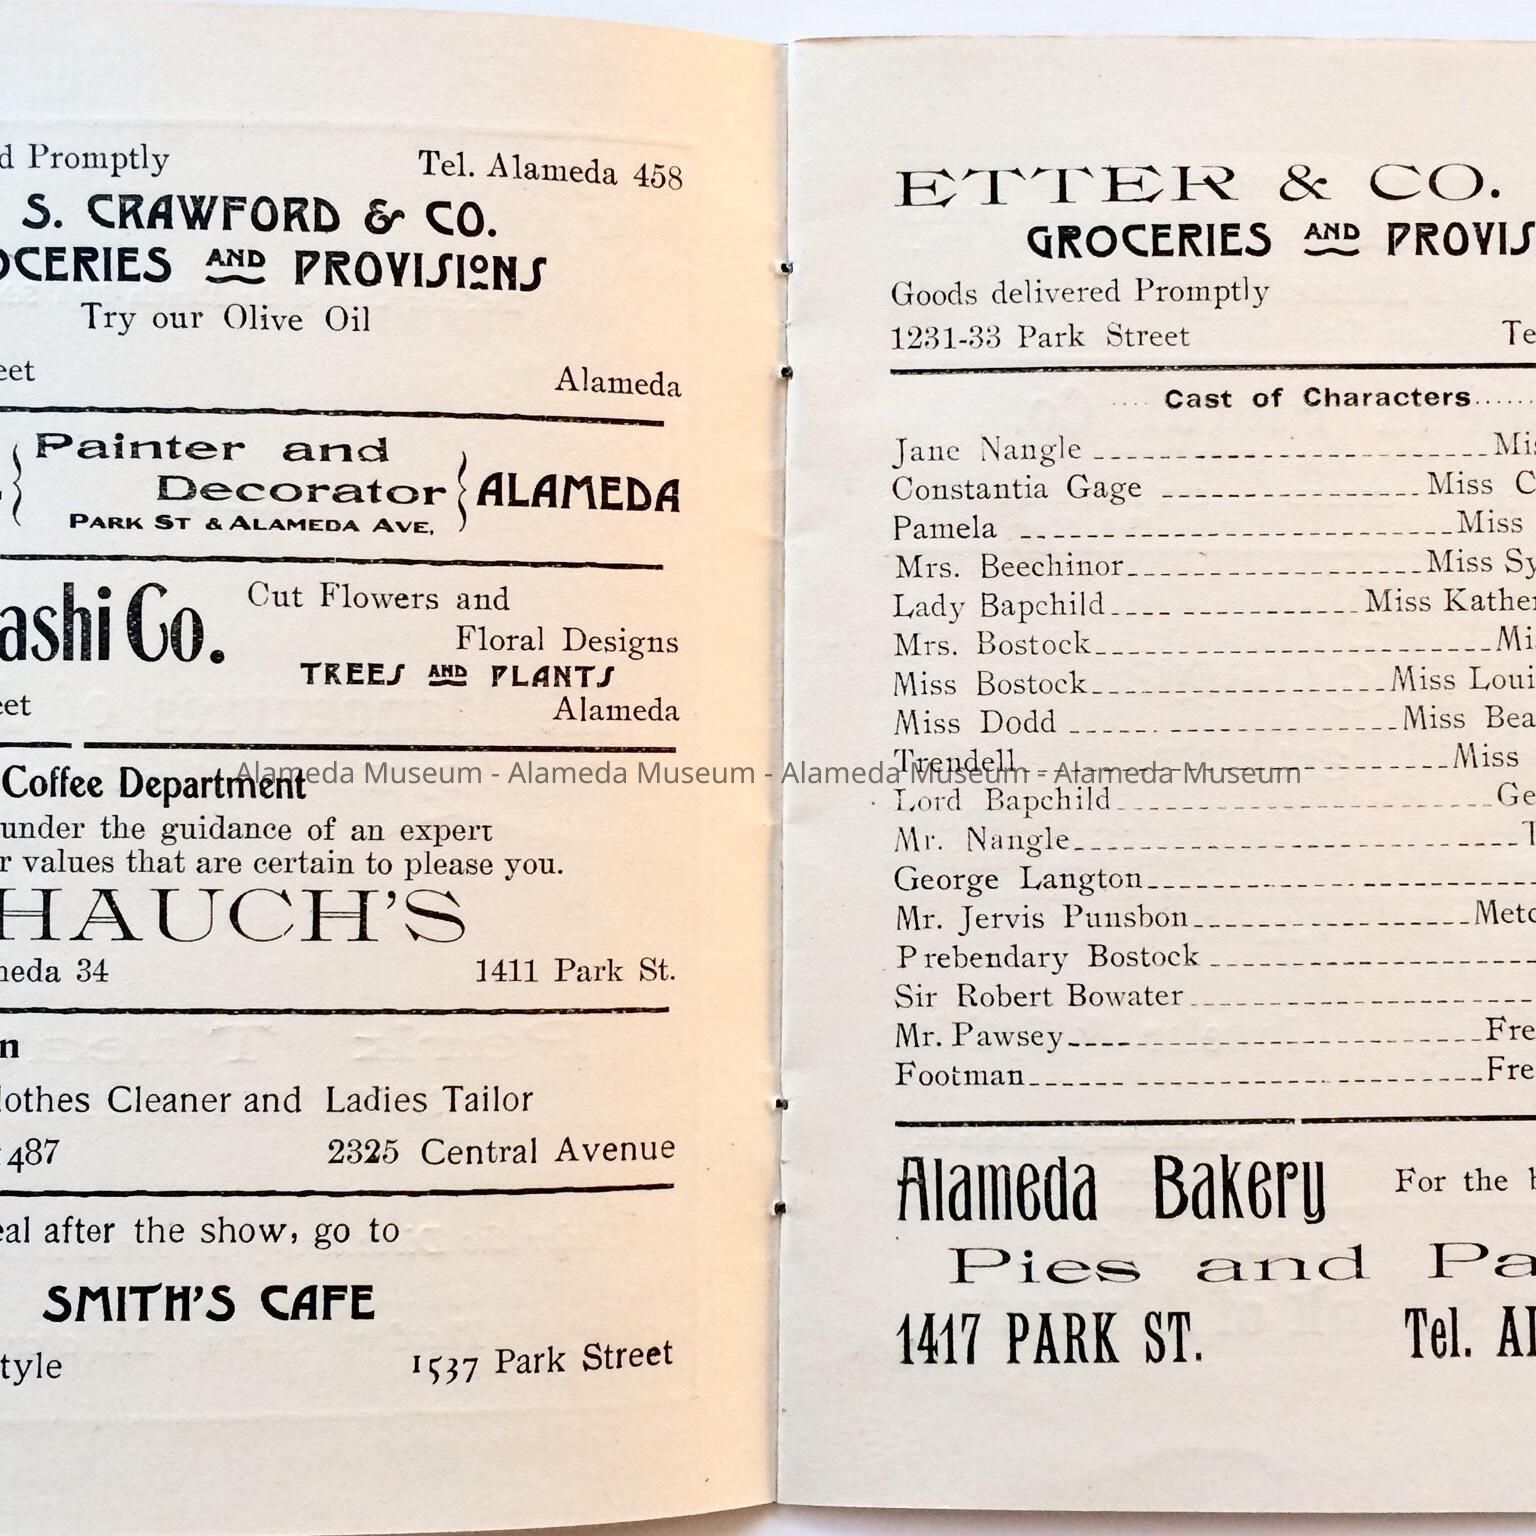 d Promptly Tel. Alameda 458
S. CRAWFORD & CO.
OCERIES AND PROVISIONS
Try our Olive Oil
eet Alameda
Painter and
Decorator
PARK ST & ALAMEDA AVE,
ALAMEDA
ashi Co. Cut Flowers and
Floral Designs
TREES AND PLANTS
eet Alameda
Coffee Department
under the guidance of an expert
r values that are certain to please you.
HAUCH'S
meda 34 1411 Park St.
n
lothes Cleaner and Ladies Tailor
487 2325 Central Avenue
eal after the show, go to
SMITH'S CAFE
tyle 1537 Park Street
ETTER & CO.
GROCERIES AND PROVIS
Goods delivered Promptly
1231-33 Park Street Te
Cast of Characters
Jane Nangle Mis
Constantia Gage Miss C
Pamela Miss
Mrs. Beechinor Miss Sy
Lady Bapchild Miss Kather
Mrs. Bostock Mi
Miss Bostock Miss Loui
Miss Dodd Miss Bea
Trendell Miss
Lord Bapchild Ge
Mr. Nangle T
George Langton
Mr. Jervis Punsbon Metc
Prebendary Bostock
Sir Robert Bowater
Mr. Pawsey Fre
Footman Fre
Alameda Bakery For the b
Pies and Pa
1417 PARK ST. Tel. Al
Alameda Museum - Alameda Museum - Alameda Museum - Alameda Museum